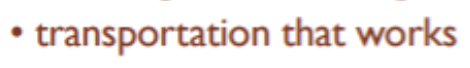 • transportation that works